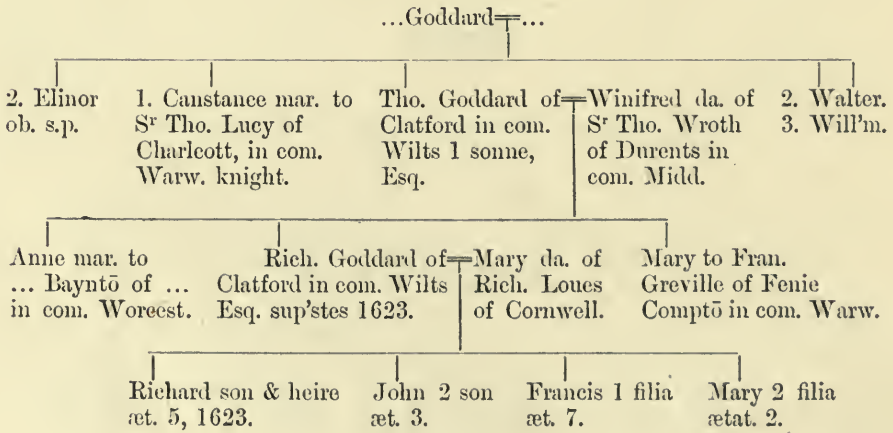 ...Goddard=...
2. Elinor
ob. s.p.
1. Canstance mar. to
Sʳ Tho. Lucy of
Charlcott, in com.
Warw. knight.
Tho. Goddard of=Winifred da. of
Clatford in com.
Wilts 1 sonne,
Esq.
Sʳ Tho. Wroth
of Durents in
com. Midd.
2. Walter.
3. Will'm.
Anne mar. to
... Bayntō of ...
in com. Worcest.
Rich. Goddard of=Mary da. of
Clatford in com. Wilts
Esq. sup'stes 1623.
Rich. Loues
of Cornwell.
Mary to Fran.
Greville of Fenie
Comptō in com. Warw.
Richard son & heire
æt. 5, 1623.
John 2 son
æt. 3.
Francis 1 filia
æt. 7.
Mary 2 filia
ætat. 2.